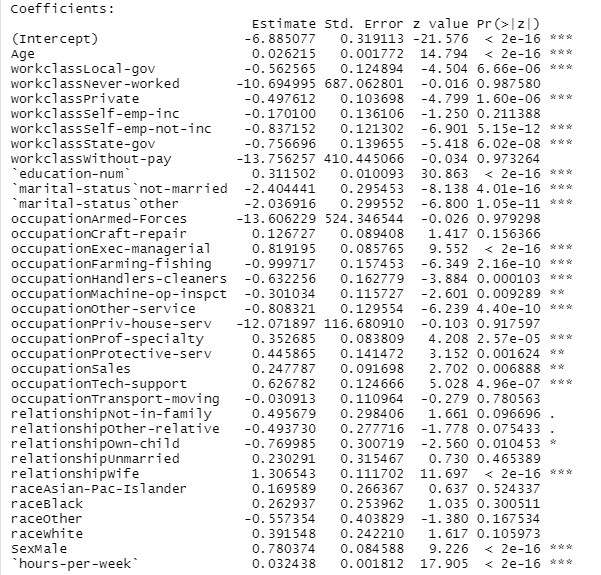 Coefficients:
Estimate Std. Error z value Pr(>|z|)
(Intercept) -6.885077 0.319113 -21.576 < 2e-16 ***
Age 0.026215 0.001772 14.794 < 2e-16 ***
workclassLocal-gov -0.562565 0.124894 -4.504 6.66e-06 ***
workclassNever-worked -10.694995 687.062801 -0.016 0.987580
workclassPrivate -0.497612 0.103698 -4.799 1.60e-06 ***
workclassSelf-emp-inc -0.170100 0.136106 -1.250 0.211388
workclassSelf-emp-not-inc -0.837152 0.121302 -6.901 5.15e-12 ***
workclassState-gov -0.756696 0.139655 -5.418 6.02e-08 ***
workclassWithout-pay -13.756257 410.445066 -0.034 0.973264
`education-num` 0.311502 0.010093 30.863 < 2e-16 ***
`marital-status`not-married -2.404441 0.295453 -8.138 4.01e-16 ***
`marital-status`other -2.036916 0.299552 -6.800 1.05e-11 ***
occupationArmed-Forces -13.606229 524.346544 -0.026 0.979298
occupationCraft-repair 0.126727 0.089408 1.417 0.156366
occupationExec-managerial 0.819195 0.085765 9.552 < 2e-16 ***
occupationFarming-fishing -0.999717 0.157453 -6.349 2.16e-10 ***
occupationHandlers-cleaners -0.632256 0.162779 -3.884 0.000103 ***
occupationMachine-op-inspct -0.301034 0.115727 -2.601 0.009289 **
occupationOther-service -0.808321 0.129554 -6.239 4.40e-10 ***
occupationPriv-house-serv -12.071897 116.680910 -0.103 0.917597
occupationProf-specialty 0.352685 0.083809 4.208 2.57e-05 ***
occupationProtective-serv 0.445865 0.141472 3.152 0.001624 **
occupationSales 0.247787 0.091698 2.702 0.006888 **
occupationTech-support 0.626782 0.124666 5.028 4.96e-07 ***
occupationTransport-moving -0.030913 0.110964 -0.279 0.780563
relationshipNot-in-family 0.495679 0.298406 1.661 0.096696 .
relationshipOther-relative -0.493730 0.277716 -1.778 0.075433 .
relationshipOwn-child -0.769985 0.300719 -2.560 0.010453 *
relationshipUnmarried 0.230291 0.315467 0.730 0.465389
relationshipWife 1.306543 0.111702 11.697 < 2e-16 ***
raceAsian-Pac-Islander 0.169589 0.266367 0.637 0.524337
raceBlack 0.262937 0.253962 1.035 0.300511
raceOther -0.557354 0.403829 -1.380 0.167534
raceWhite 0.391548 0.242210 1.617 0.105973
SexMale 0.780374 0.084588 9.226 < 2e-16 ***
`hours-per-week` 0.032438 0.001812 17.905 < 2e-16 ***